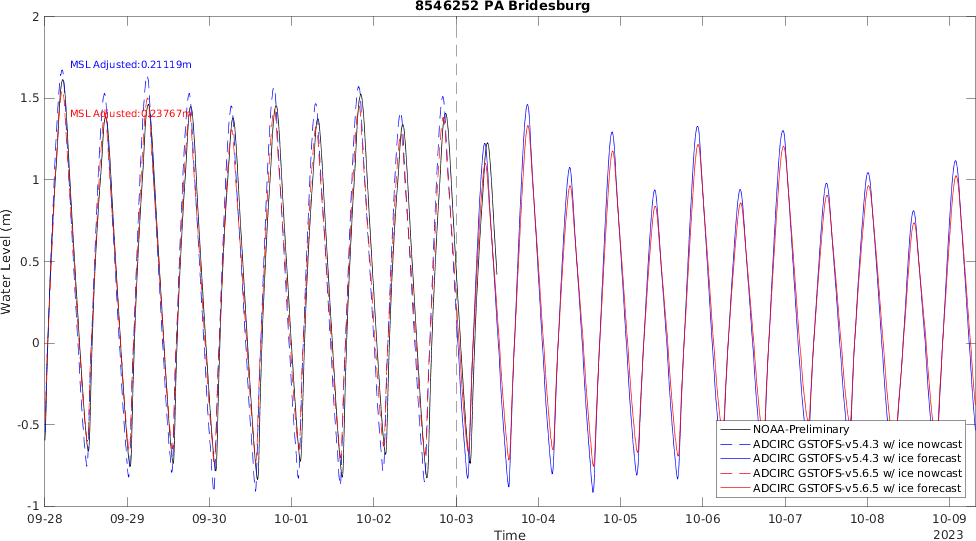 8546252 PA Bridesburg
2
1.5
1
0.5
0
-0.5
-1
Water Level (m)
MSL Adjusted:0.21119m
MSL Adjusted:0.23767m
NOAA-Preliminary
ADCIRC GSTOFS-v5.4.3 w/ ice nowcast
ADCIRC GSTOFS-v5.4.3 w/ ice forecast
ADCIRC GSTOFS-v5.6.5 w/ ice nowcast
ADCIRC GSTOFS-v5.6.5 w/ ice forecast
09-28 09-29 09-30 10-01 10-02 10-03 10-04 10-05 10-06 10-07 10-08 10-09
2023
Time